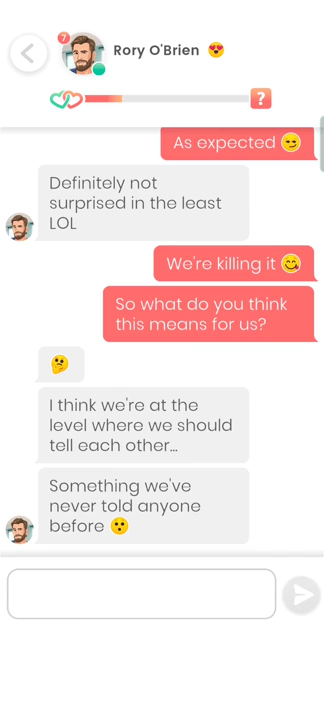 7
Rory O'Brien 😍
?
As expected 😏
Definitely not
surprised in the least
LOL
We're killing it 😋
So what do you think
this means for us?
🤔
I think we're at the
level where we should
tell each other...
Something we've
never told anyone
before 😮